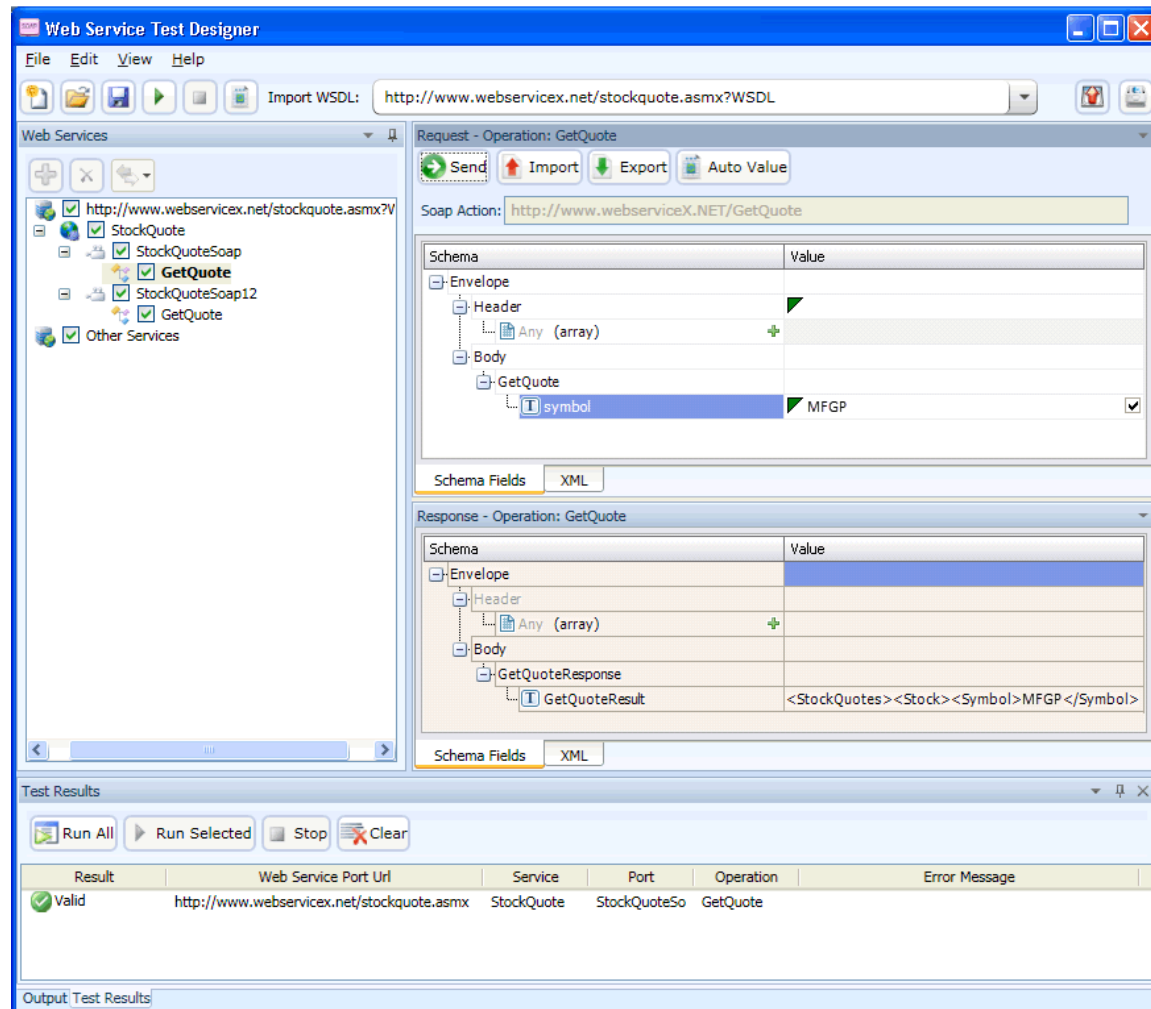 Web Service Test Designer
File Edit View Help
Import WSDL: http://www.webservicex.net/stockquote.asmx?WSDL
Web Services
http://www.webservicex.net/stockquote.asmx?V
StockQuote
StockQuoteSoap
GetQuote
StockQuoteSoap12
GetQuote
Other Services
Request - Operation: GetQuote
Send Import Export Auto Value
Soap Action: http://www.webserviceX.NET/GetQuote
Schema Value
Envelope
Header
Any (array)
Body
GetQuote
symbol MFGP
Schema Fields XML
Response - Operation: GetQuote
Schema Value
Envelope
Header
Any (array)
Body
GetQuoteResponse
GetQuoteResult <StockQuotes><Stock><Symbol>MFGP</Symbol>
Schema Fields XML
Test Results
Run All Run Selected Stop Clear
Result Web Service Port Url Service Port Operation Error Message
Valid http://www.webservicex.net/stockquote.asmx StockQuote StockQuoteSo GetQuote
Output Test Results